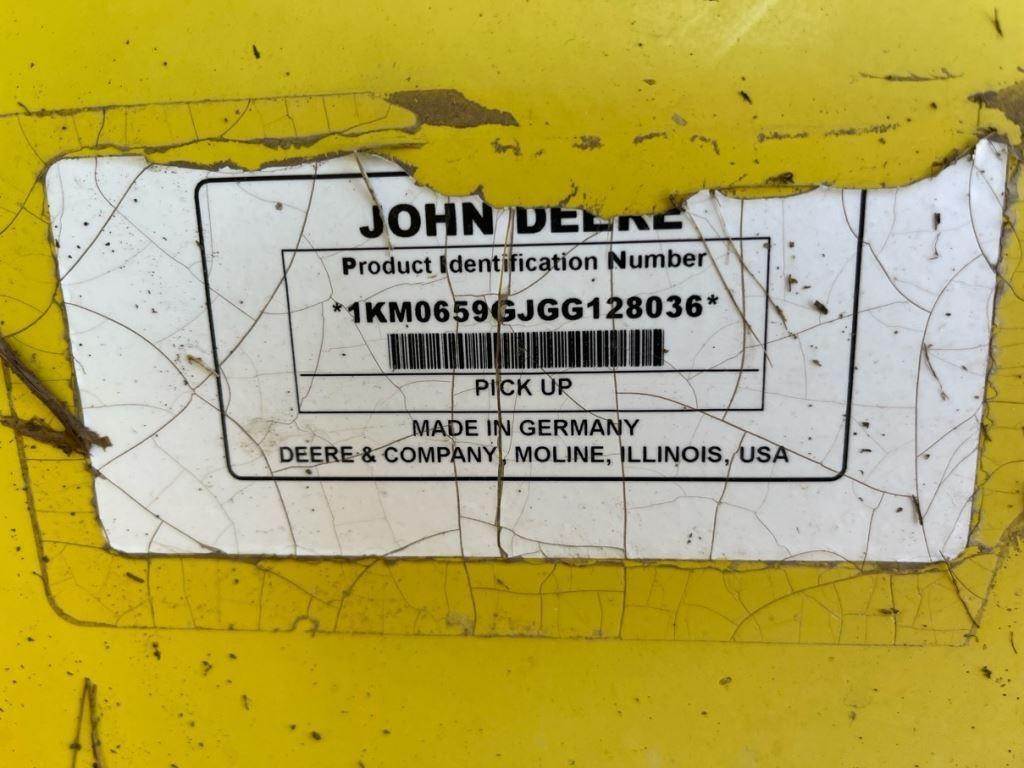 JOHN DEERE
Product Identification Number
*1KM0659GJGG128036*
PICK UP
MADE IN GERMANY
DEERE & COMPANY, MOLINE, ILLINOIS, USA